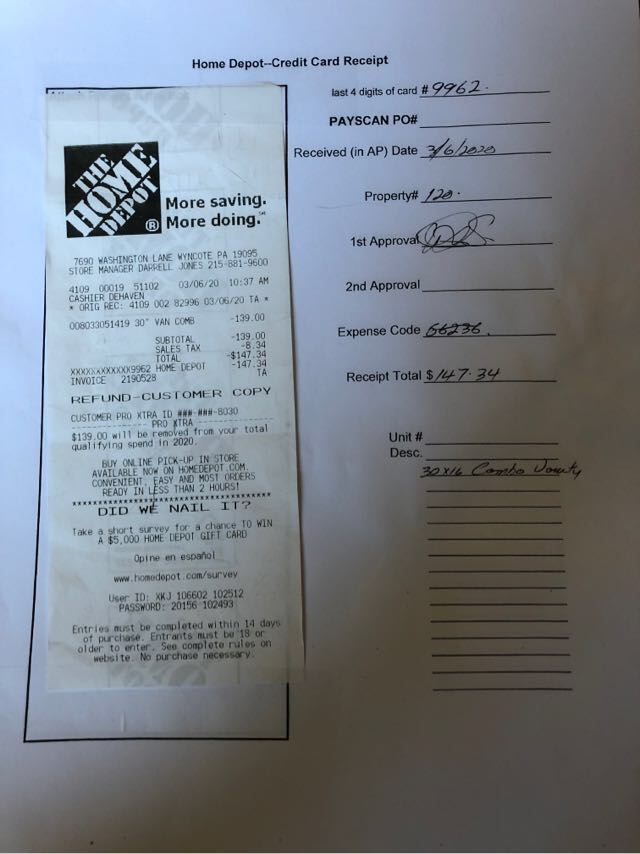 Home Depot--Credit Card Receipt
last 4 digits of card # 9962.
PAYSCAN PO#
Received (in AP) Date 3/6/2020
Property# 120.
1st Approval
2nd Approval
Expense Code 66236.
Receipt Total $ 147.34
Unit #
Desc.
30x16 Combo Vanity
THE HOME DEPOT ®
More saving.
More doing.
7690 WASHINGTON LANE WYNCOTE PA 19095
STORE MANAGER DARRELL JONES 215-881-9600
4109 00019 51102 03/06/20 10:37 AM
CASHIER DEHAVEN
* ORIG REC: 4109 002 82996 03/06/20 TA *
008033051419 30" VAN COMB -139.00
SUBTOTAL -139.00
SALES TAX -8.34
TOTAL -$147.34
XXXXXXXXXXXX9962 HOME DEPOT -147.34
INVOICE 2190528 TA
REFUND-CUSTOMER COPY
CUSTOMER PRO XTRA ID ###-###-8030
PRO XTRA
$139.00 will be removed from your total
qualifying spend in 2020.
BUY ONLINE PICK-UP IN STORE
AVAILABLE NOW ON HOMEDEPOT.COM.
CONVENIENT, EASY AND MOST ORDERS
READY IN LESS THAN 2 HOURS!
DID WE NAIL IT?
Take a short survey for a chance TO WIN
A $5,000 HOME DEPOT GIFT CARD
Opine en español
www.homedepot.com/survey
User ID: XKJ 106602 102512
PASSWORD: 20156 102493
Entries must be completed within 14 days
of purchase. Entrants must be 18 or
older to enter. See complete rules on
website. No purchase necessary.